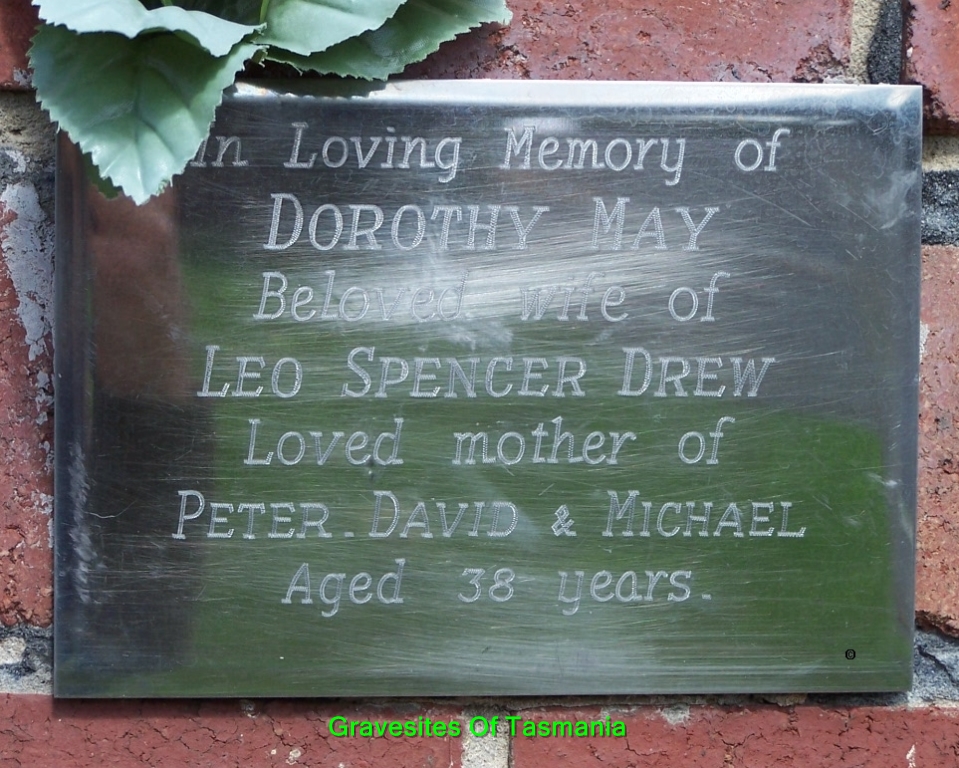 In Loving Memory of
DOROTHY MAY
Beloved wife of
LEO SPENCER DREW
Loved mother of
PETER. DAVID & MICHAEL
Aged 38 years.
©
Gravesites Of Tasmania